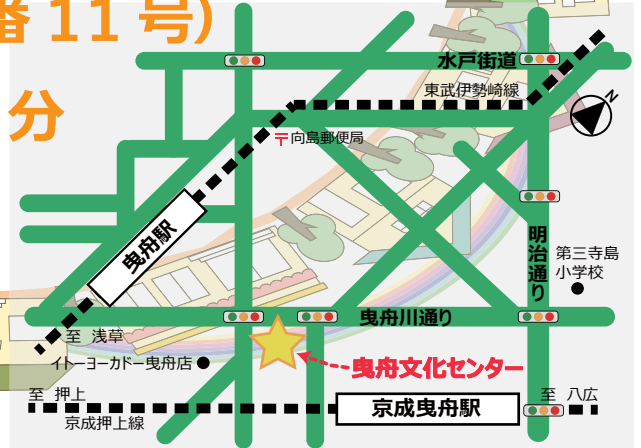 番 11 号)
分
水戸街道
東武伊勢崎線
N
〒向島郵便局
曳舟駅
明治通り
第三寺島
小学校
曳舟川通り
至 浅草
イトーヨーカドー曳舟店
曳舟文化センター
至 押上
京成曳舟駅
至 八広
京成押上線